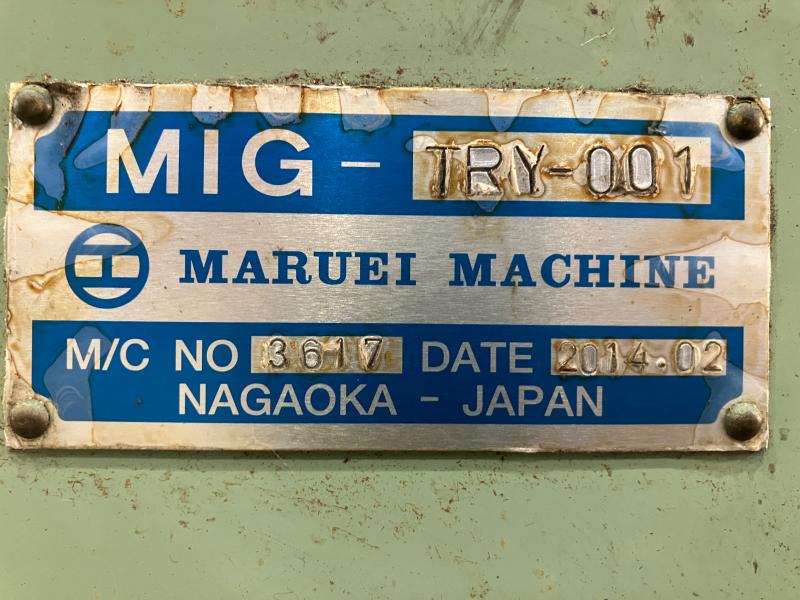 MIG - TRY-001
MARUEI MACHINE
M/C NO 3617 DATE 2014.02
NAGAOKA - JAPAN